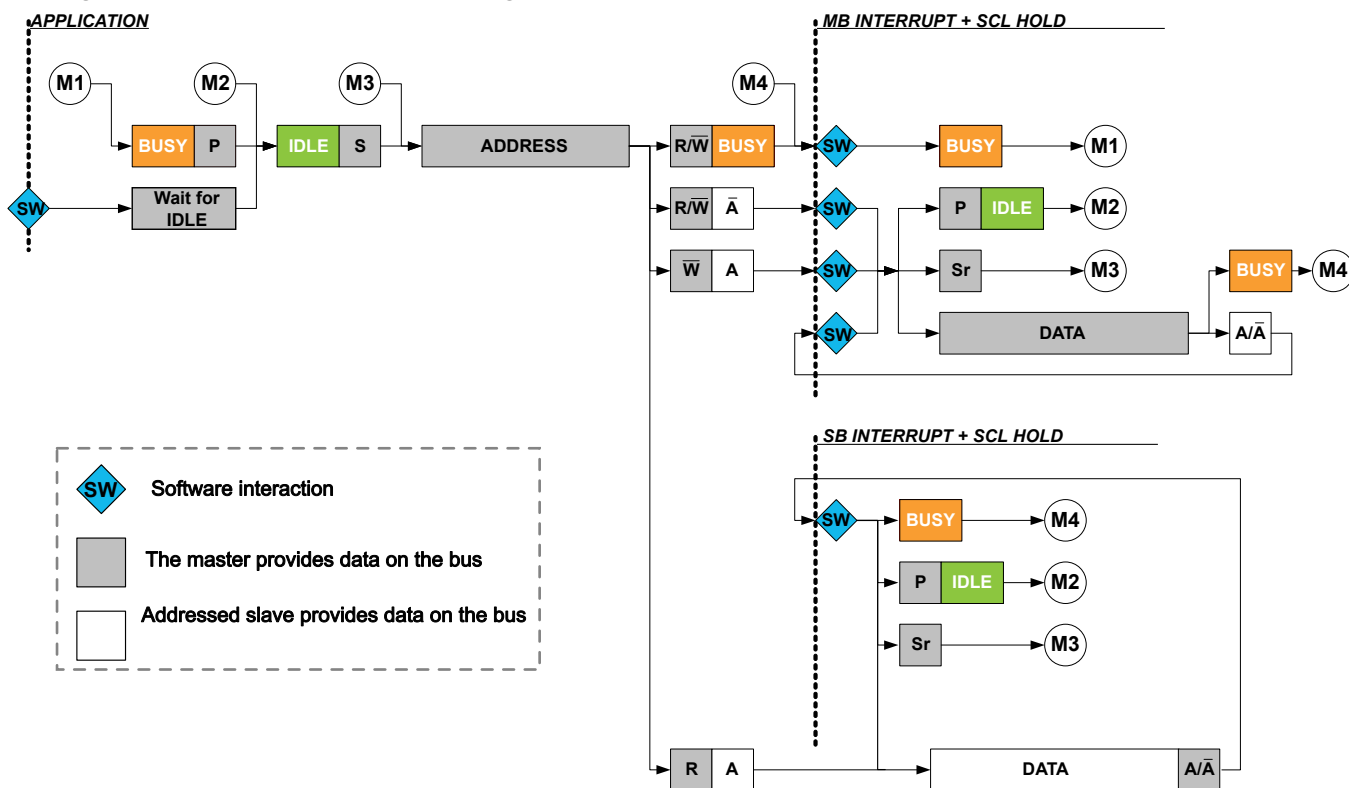 APPLICATION
MB INTERRUPT + SCL HOLD
M1
M2
M3
M4
BUSY P
IDLE S
ADDRESS
R/W̅ BUSY
SW
BUSY
M1
SW
Wait for
IDLE
R/W̅ A̅
SW
P IDLE
M2
W̅ A
SW
Sr
M3
BUSY
M4
SW
DATA
A/A̅
SB INTERRUPT + SCL HOLD
SW
BUSY
M4
P IDLE
M2
Sr
M3
R A
DATA
A/A̅
SW
Software interaction
The master provides data on the bus
Addressed slave provides data on the bus